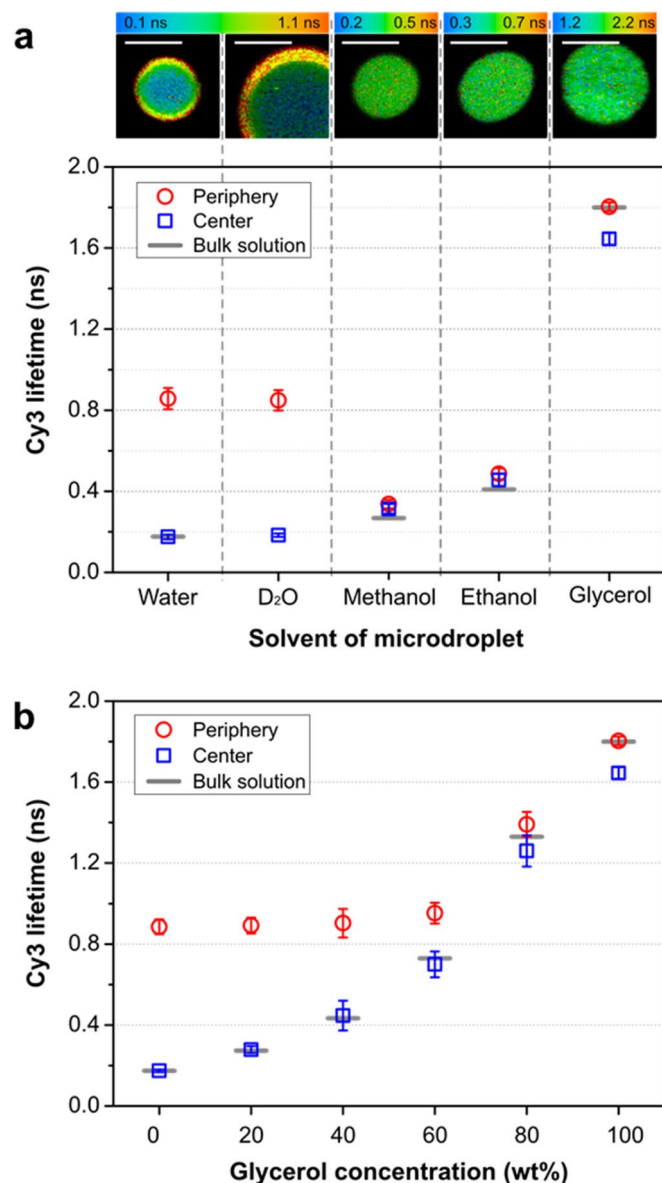 a
0.1 ns 1.1 ns 0.2 0.5 ns 0.3 0.7 ns 1.2 2.2 ns
2.0
1.6
1.2
0.8
0.4
0.0
Cy3 lifetime (ns)
Periphery
Center
Bulk solution
Water D₂O Methanol Ethanol Glycerol
Solvent of microdroplet
b
2.0
1.6
1.2
0.8
0.4
0.0
Cy3 lifetime (ns)
Periphery
Center
Bulk solution
0 20 40 60 80 100
Glycerol concentration (wt%)